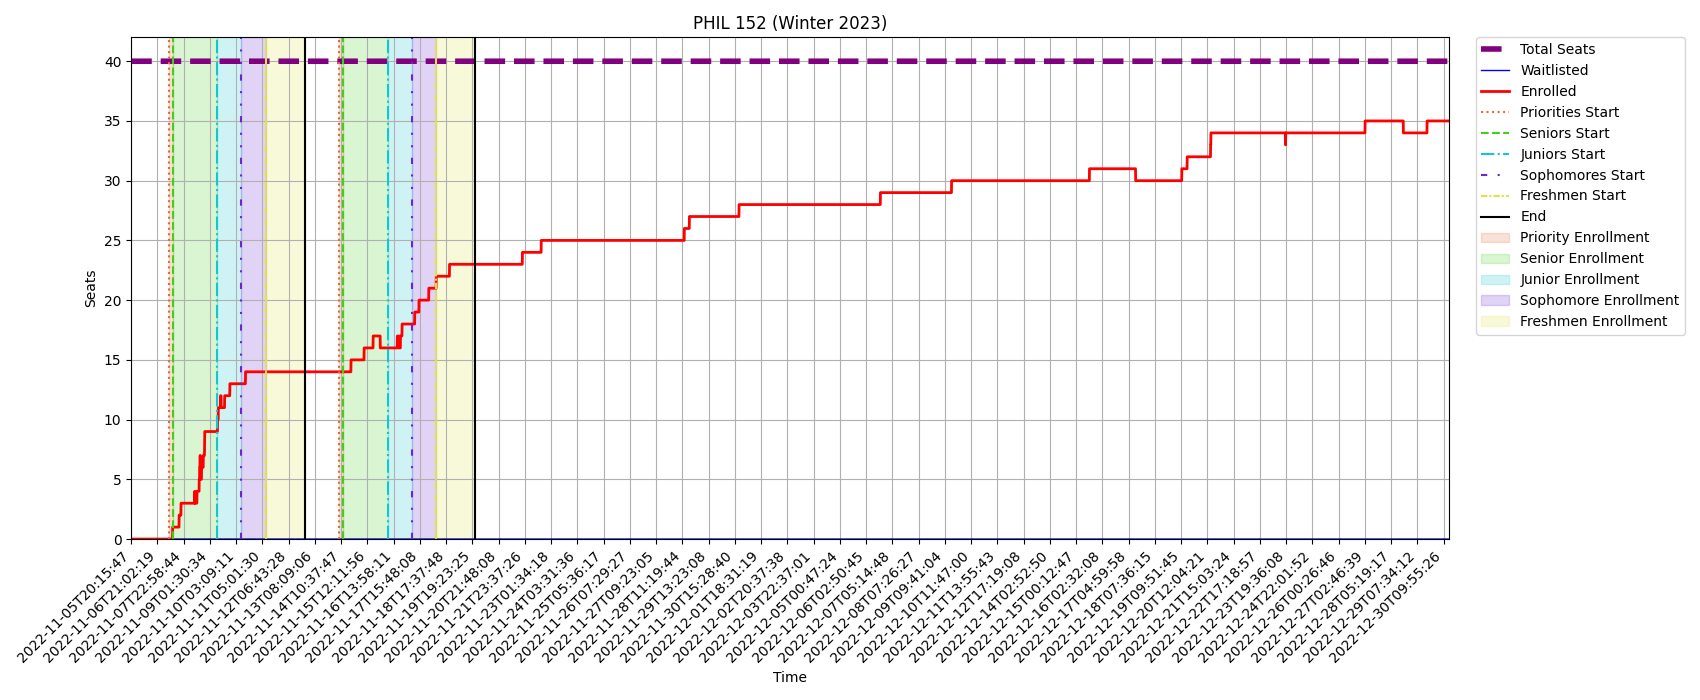 PHIL 152 (Winter 2023)
Seats
40
35
30
25
20
15
10
5
0
2022-11-05T20:15:47
2022-11-06T21:02:19
2022-11-07T22:58:44
2022-11-09T01:30:34
2022-11-10T03:09:11
2022-11-11T05:01:30
2022-11-12T06:43:28
2022-11-13T08:09:06
2022-11-14T10:37:47
2022-11-15T12:11:56
2022-11-16T13:58:11
2022-11-17T15:48:08
2022-11-18T17:37:48
2022-11-19T19:23:25
2022-11-20T21:48:08
2022-11-21T23:37:26
2022-11-23T01:34:18
2022-11-24T03:31:36
2022-11-25T05:36:17
2022-11-26T07:29:27
2022-11-27T09:23:05
2022-11-28T11:19:44
2022-11-29T13:23:08
2022-11-30T15:28:40
2022-12-01T18:31:19
2022-12-02T20:37:38
2022-12-03T22:37:01
2022-12-05T00:47:24
2022-12-06T02:50:45
2022-12-07T05:14:48
2022-12-08T07:26:27
2022-12-09T09:41:04
2022-12-10T11:47:00
2022-12-11T13:55:43
2022-12-12T17:19:08
2022-12-14T02:52:50
2022-12-15T00:12:47
2022-12-16T02:32:08
2022-12-17T04:59:58
2022-12-18T07:36:15
2022-12-19T09:51:45
2022-12-20T12:04:21
2022-12-21T15:03:24
2022-12-22T17:18:57
2022-12-23T19:36:08
2022-12-24T22:01:52
2022-12-26T00:26:46
2022-12-27T02:46:39
2022-12-28T05:19:17
2022-12-29T07:34:12
2022-12-30T09:55:26
Time
Total Seats
Waitlisted
Enrolled
Priorities Start
Seniors Start
Juniors Start
Sophomores Start
Freshmen Start
End
Priority Enrollment
Senior Enrollment
Junior Enrollment
Sophomore Enrollment
Freshmen Enrollment